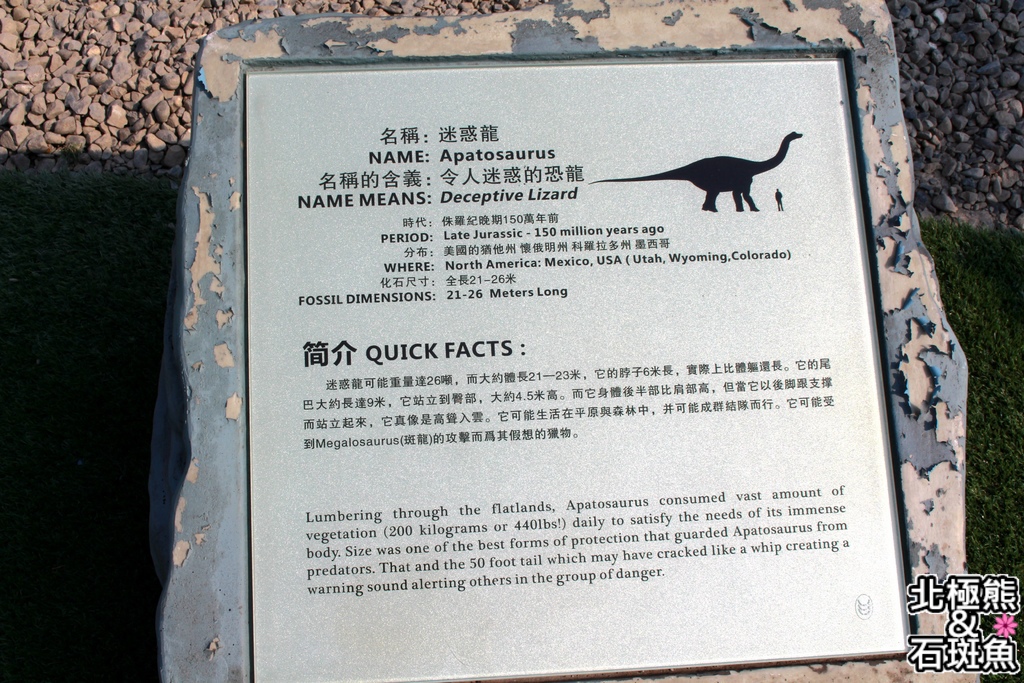 名稱：迷惑龍
NAME: Apatosaurus
名稱的含義：令人迷惑的恐龍
NAME MEANS: Deceptive Lizard
時代：侏羅紀晚期150萬年前
PERIOD: Late Jurassic - 150 million years ago
分布：美國的猶他州 懷俄明州 科羅拉多州 墨西哥
WHERE: North America: Mexico, USA ( Utah, Wyoming,Colorado)
化石尺寸：全長21-26米
FOSSIL DIMENSIONS: 21-26 Meters Long
簡介 QUICK FACTS :
迷惑龍可能重量達26噸，而大約體長21—23米，它的脖子6米長，實際上比體軀還長。它的尾
巴大約長達9米，它站立到臀部，大約4.5米高。而它身體後半部比肩部高，但當它以後脚跟支撐
而站立起來，它真像是高聳入雲。它可能生活在平原與森林中，并可能成群結隊而行。它可能受
到Megalosaurus(斑龍)的攻擊而爲其假想的獵物。
Lumbering through the flatlands, Apatosaurus consumed vast amount of
vegetation (200 kilograms or 440lbs!) daily to satisfy the needs of its immense
body. Size was one of the best forms of protection that guarded Apatosaurus from
predators. That and the 50 foot tail which may have cracked like a whip creating a
warning sound alerting others in the group of danger.
北極熊
&
石斑魚